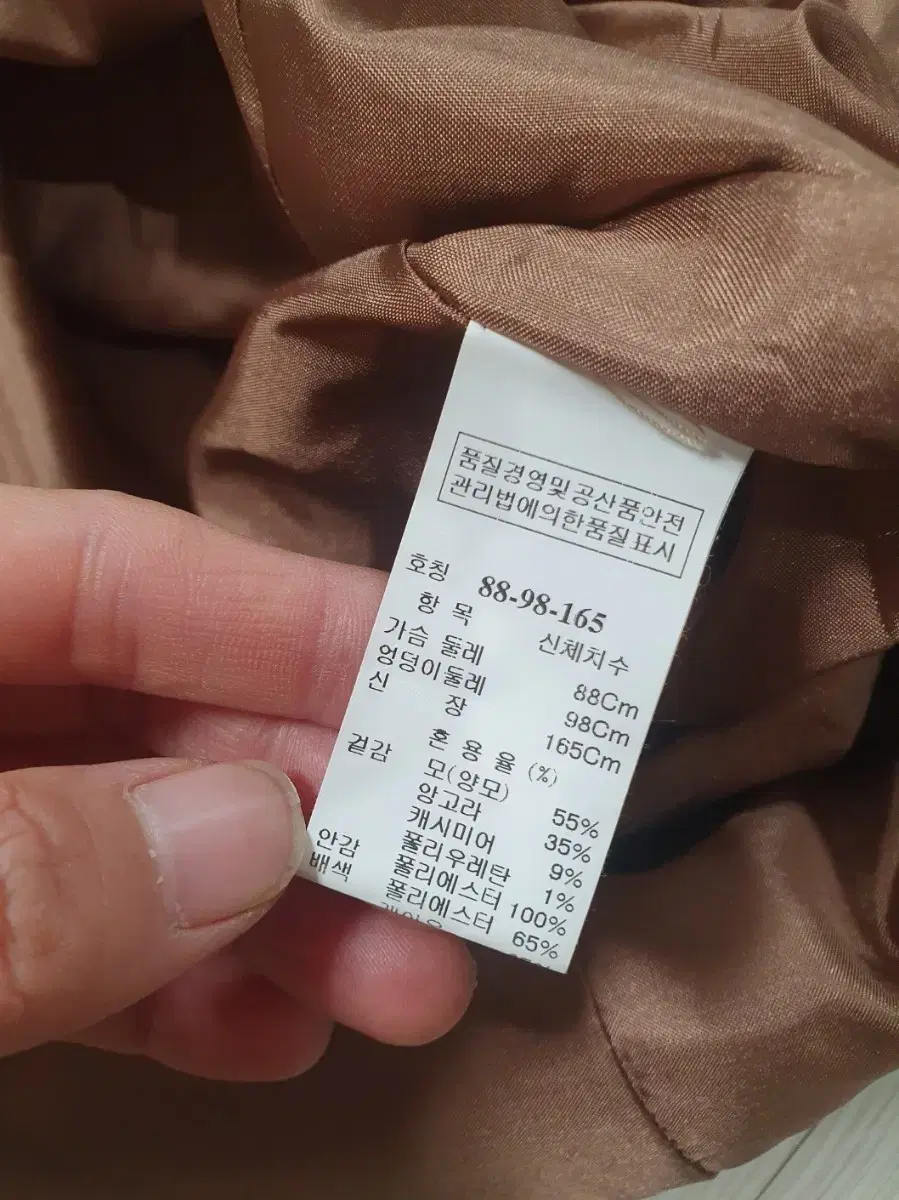 품질경영및공산품안전
관리법에의한품질표시
호칭 88-98-165
항 목 신체치수
가슴 둘레 88Cm
엉덩이둘레 98Cm
신 장 165Cm
혼 용 율 (%)
겉감 모(양모) 55%
앙고라 35%
캐시미어 9%
폴리우레탄 1%
안감 폴리에스터 100%
배색 폴리에스터 65%